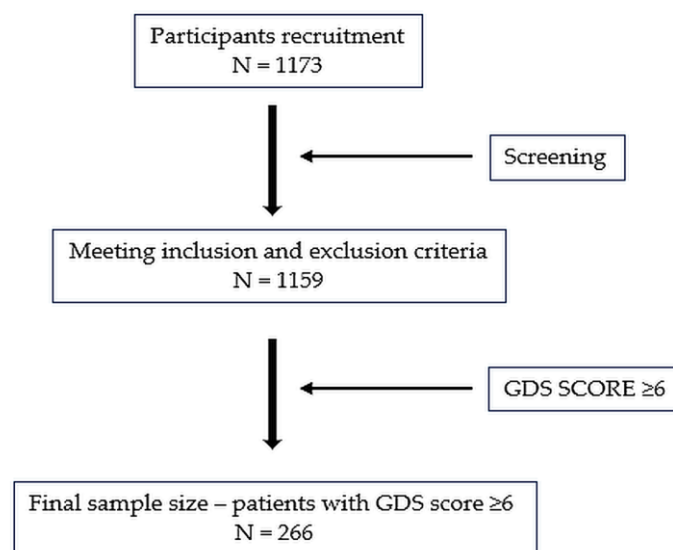 Participants recruitment
N = 1173
Screening
Meeting inclusion and exclusion criteria
N = 1159
GDS SCORE ≥6
Final sample size – patients with GDS score ≥6
N = 266